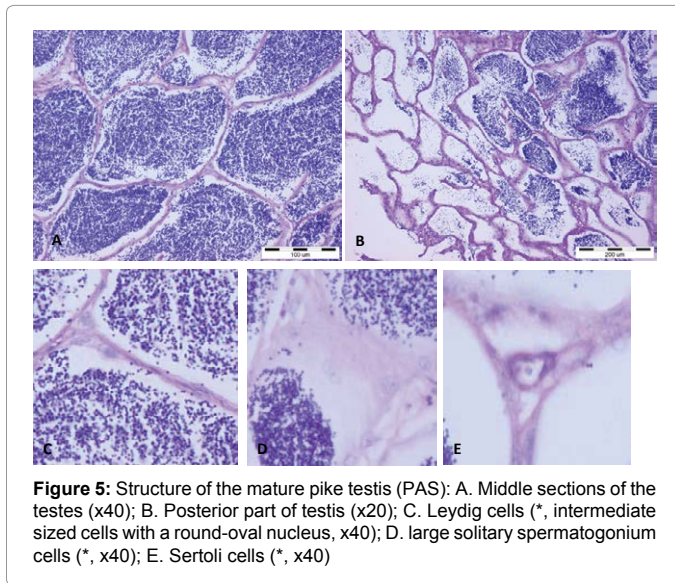 A
100 um
B
200 um
C
D
E
Figure 5: Structure of the mature pike testis (PAS): A. Middle sections of the
testes (x40); B. Posterior part of testis (x20); C. Leydig cells (*, intermediate
sized cells with a round-oval nucleus, x40); D. large solitary spermatogonium
cells (*, x40); E. Sertoli cells (*, x40)